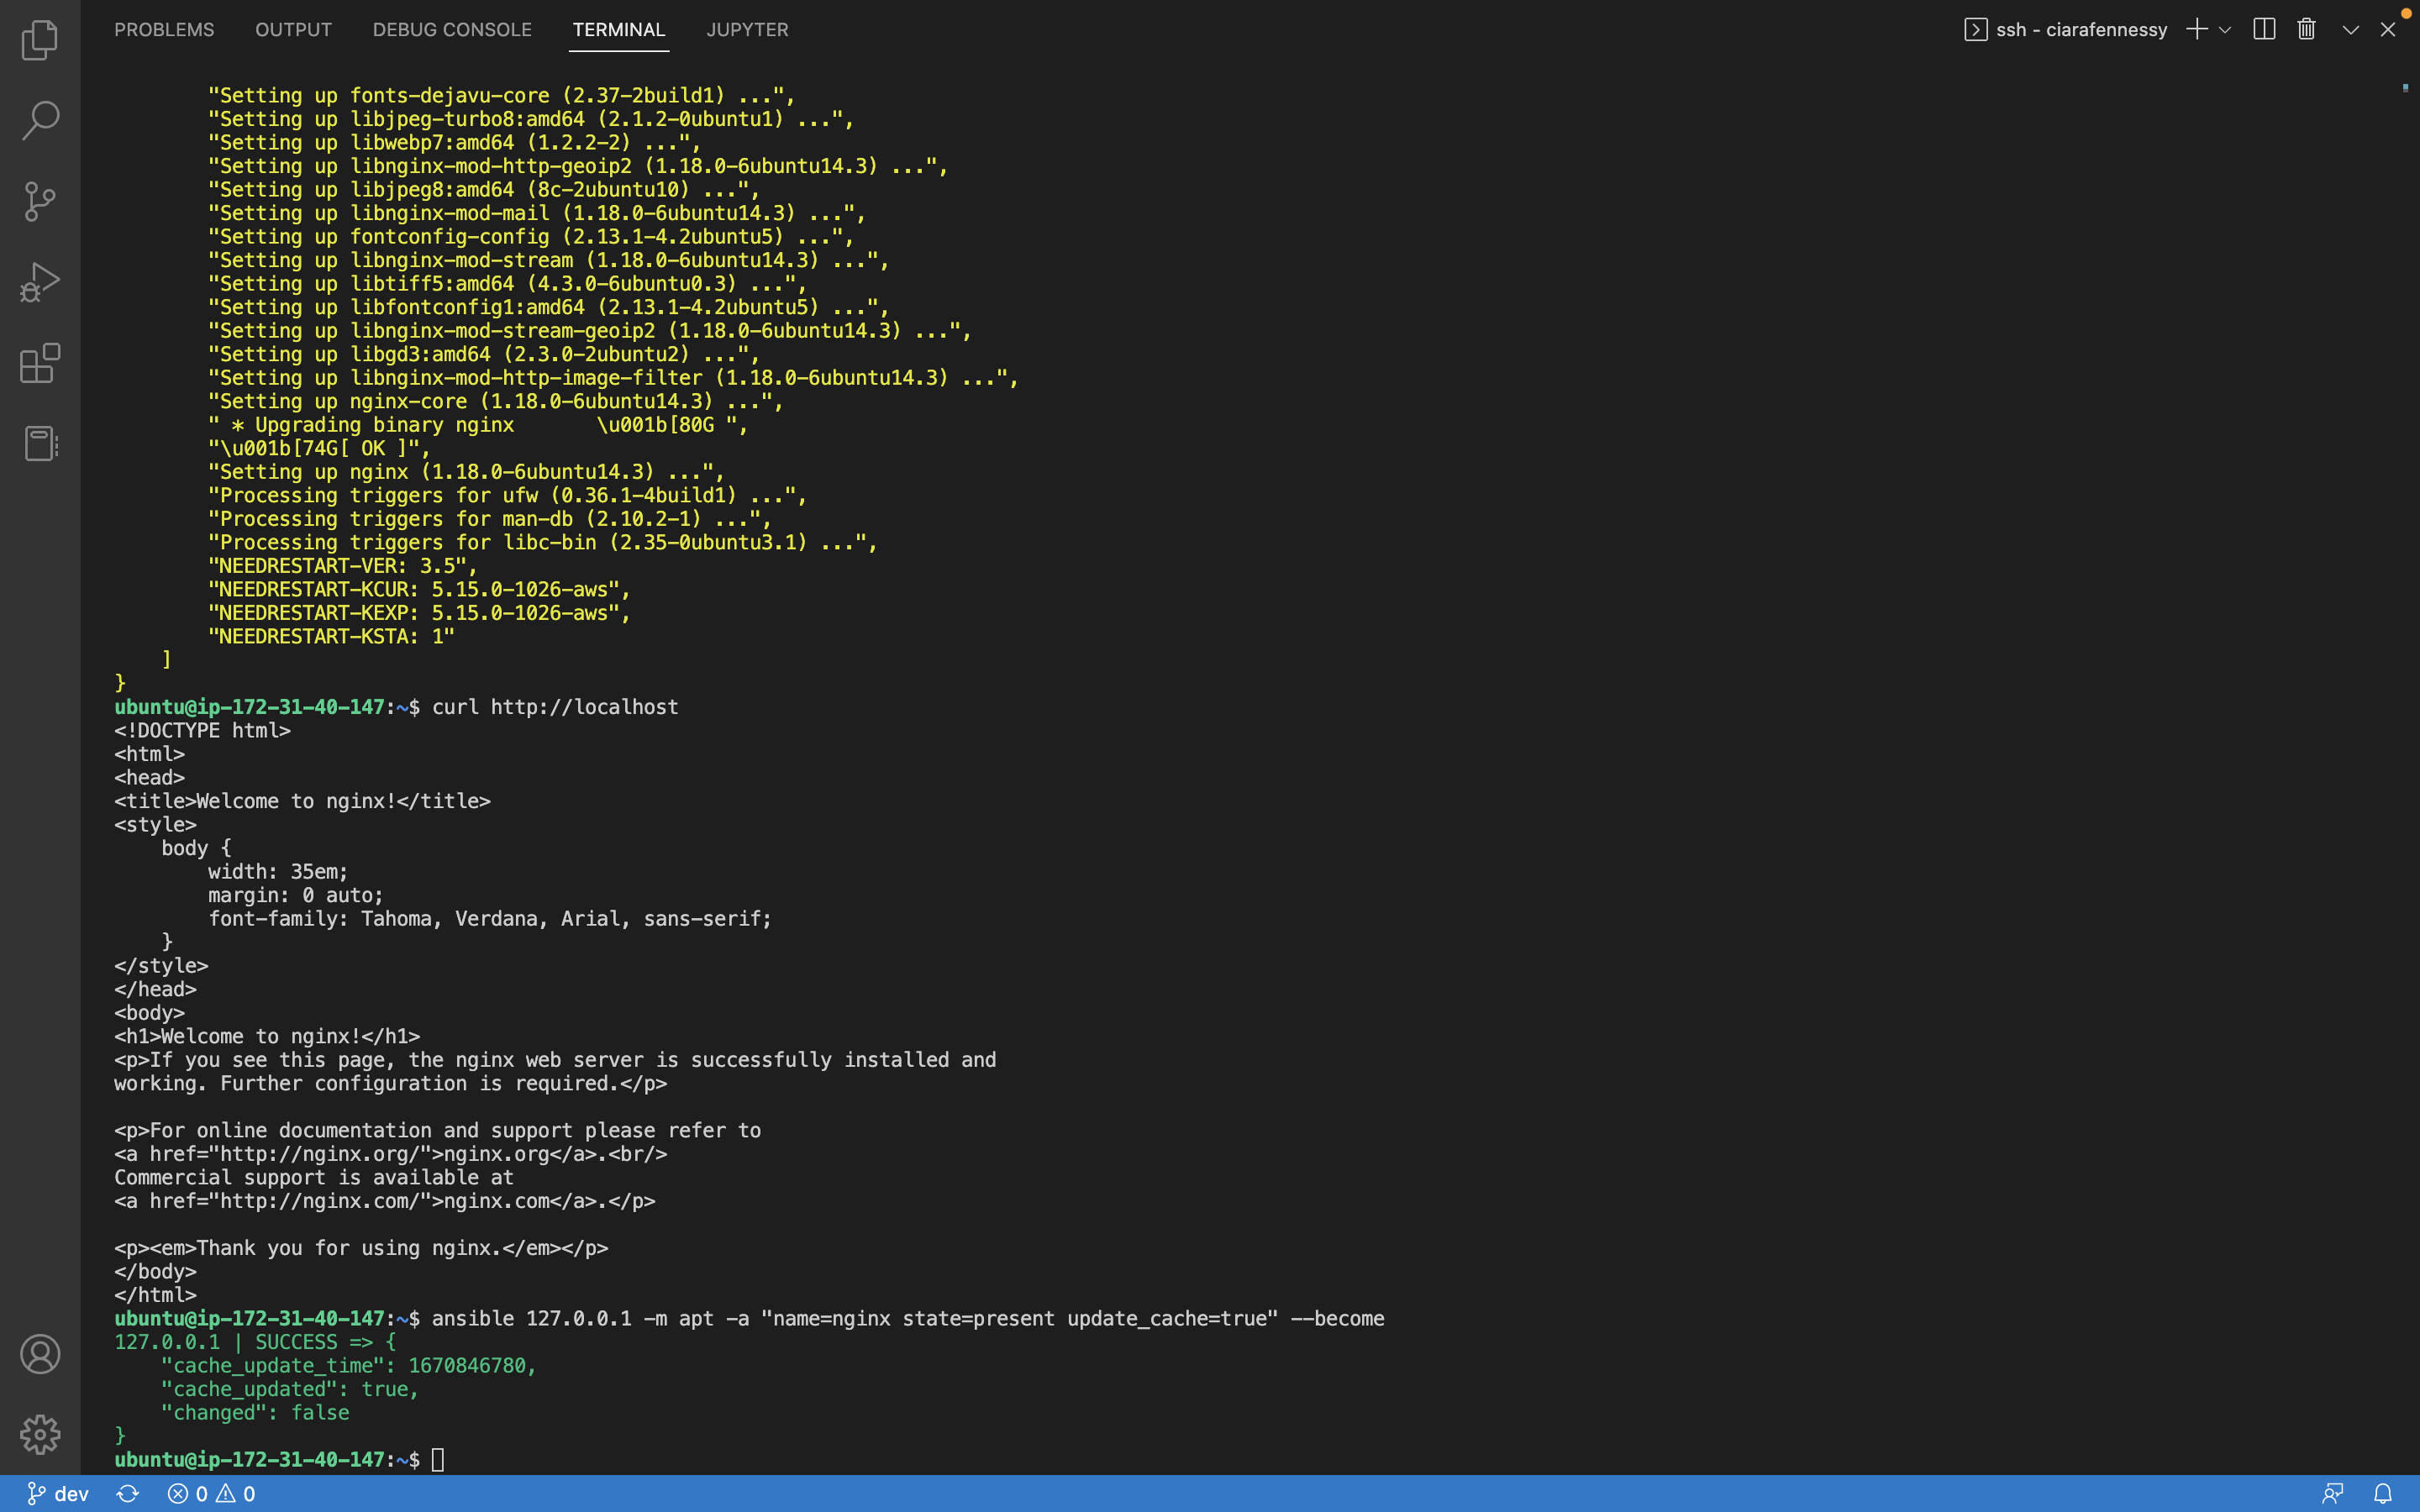 PROBLEMS OUTPUT DEBUG CONSOLE TERMINAL JUPYTER ssh - ciarafennessy
"Setting up fonts-dejavu-core (2.37-2build1) ...",
"Setting up libjpeg-turbo8:amd64 (2.1.2-0ubuntu1) ...",
"Setting up libwebp7:amd64 (1.2.2-2) ...",
"Setting up libnginx-mod-http-geoip2 (1.18.0-6ubuntu14.3) ...",
"Setting up libjpeg8:amd64 (8c-2ubuntu10) ...",
"Setting up libnginx-mod-mail (1.18.0-6ubuntu14.3) ...",
"Setting up fontconfig-config (2.13.1-4.2ubuntu5) ...",
"Setting up libnginx-mod-stream (1.18.0-6ubuntu14.3) ...",
"Setting up libtiff5:amd64 (4.3.0-6ubuntu0.3) ...",
"Setting up libfontconfig1:amd64 (2.13.1-4.2ubuntu5) ...",
"Setting up libnginx-mod-stream-geoip2 (1.18.0-6ubuntu14.3) ...",
"Setting up libgd3:amd64 (2.3.0-2ubuntu2) ...",
"Setting up libnginx-mod-http-image-filter (1.18.0-6ubuntu14.3) ...",
"Setting up nginx-core (1.18.0-6ubuntu14.3) ...",
" * Upgrading binary nginx       \u001b[80G ",
"\u001b[74G[ OK ]",
"Setting up nginx (1.18.0-6ubuntu14.3) ...",
"Processing triggers for ufw (0.36.1-4build1) ...",
"Processing triggers for man-db (2.10.2-1) ...",
"Processing triggers for libc-bin (2.35-0ubuntu3.1) ...",
"NEEDRESTART-VER: 3.5",
"NEEDRESTART-KCUR: 5.15.0-1026-aws",
"NEEDRESTART-KEXP: 5.15.0-1026-aws",
"NEEDRESTART-KSTA: 1"
]
}
ubuntu@ip-172-31-40-147:~$ curl http://localhost
<!DOCTYPE html>
<html>
<head>
<title>Welcome to nginx!</title>
<style>
body {
width: 35em;
margin: 0 auto;
font-family: Tahoma, Verdana, Arial, sans-serif;
}
</style>
</head>
<body>
<h1>Welcome to nginx!</h1>
<p>If you see this page, the nginx web server is successfully installed and
working. Further configuration is required.</p>
<p>For online documentation and support please refer to
<a href="http://nginx.org/">nginx.org</a>.<br/>
Commercial support is available at
<a href="http://nginx.com/">nginx.com</a>.</p>
<p><em>Thank you for using nginx.</em></p>
</body>
</html>
ubuntu@ip-172-31-40-147:~$ ansible 127.0.0.1 -m apt -a "name=nginx state=present update_cache=true" --become
127.0.0.1 | SUCCESS => {
"cache_update_time": 1670846780,
"cache_updated": true,
"changed": false
}
ubuntu@ip-172-31-40-147:~$
dev 0 0